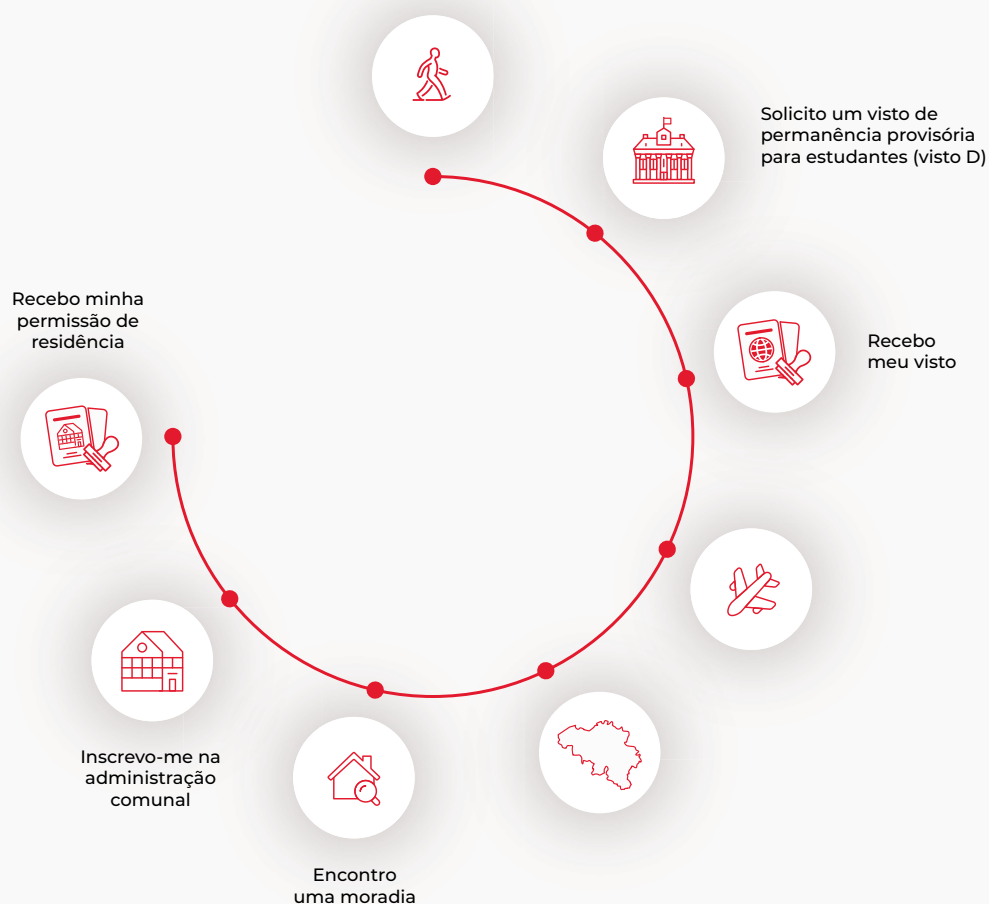 Solicito um visto de
permanência provisória
para estudantes (visto D)
Recebo
meu visto
Encontro
uma moradia
Inscrevo-me na
administração
comunal
Recebo minha
permissão de
residência